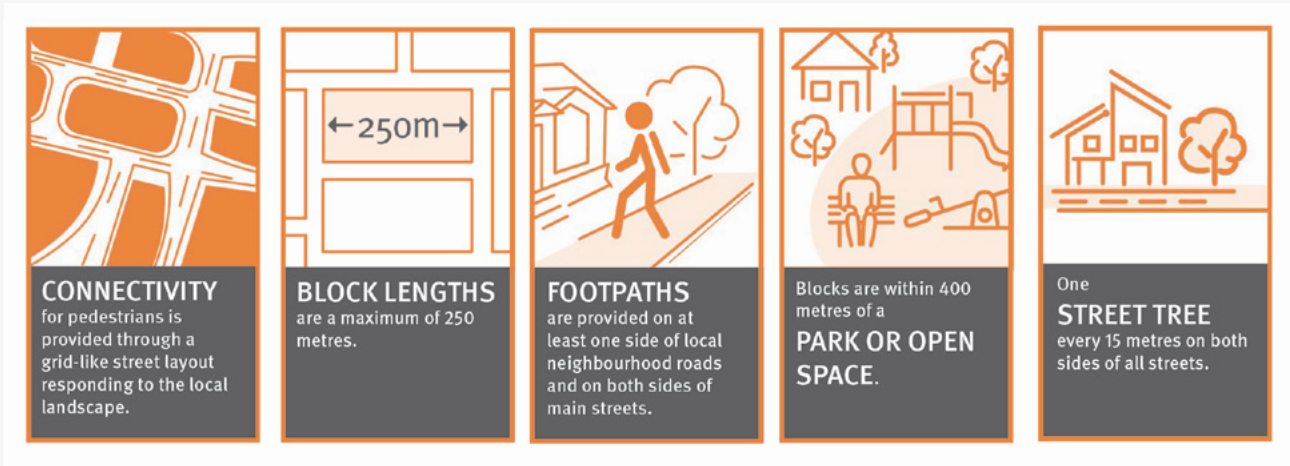 CONNECTIVITY
for pedestrians is
provided through a
grid-like street layout
responding to the local
landscape.
←250m→
BLOCK LENGTHS
are a maximum of 250
metres.
FOOTPATHS
are provided on at
least one side of local
neighbourhood roads
and on both sides of
main streets.
Blocks are within 400
metres of a
PARK OR OPEN
SPACE.
One
STREET TREE
every 15 metres on both
sides of all streets.